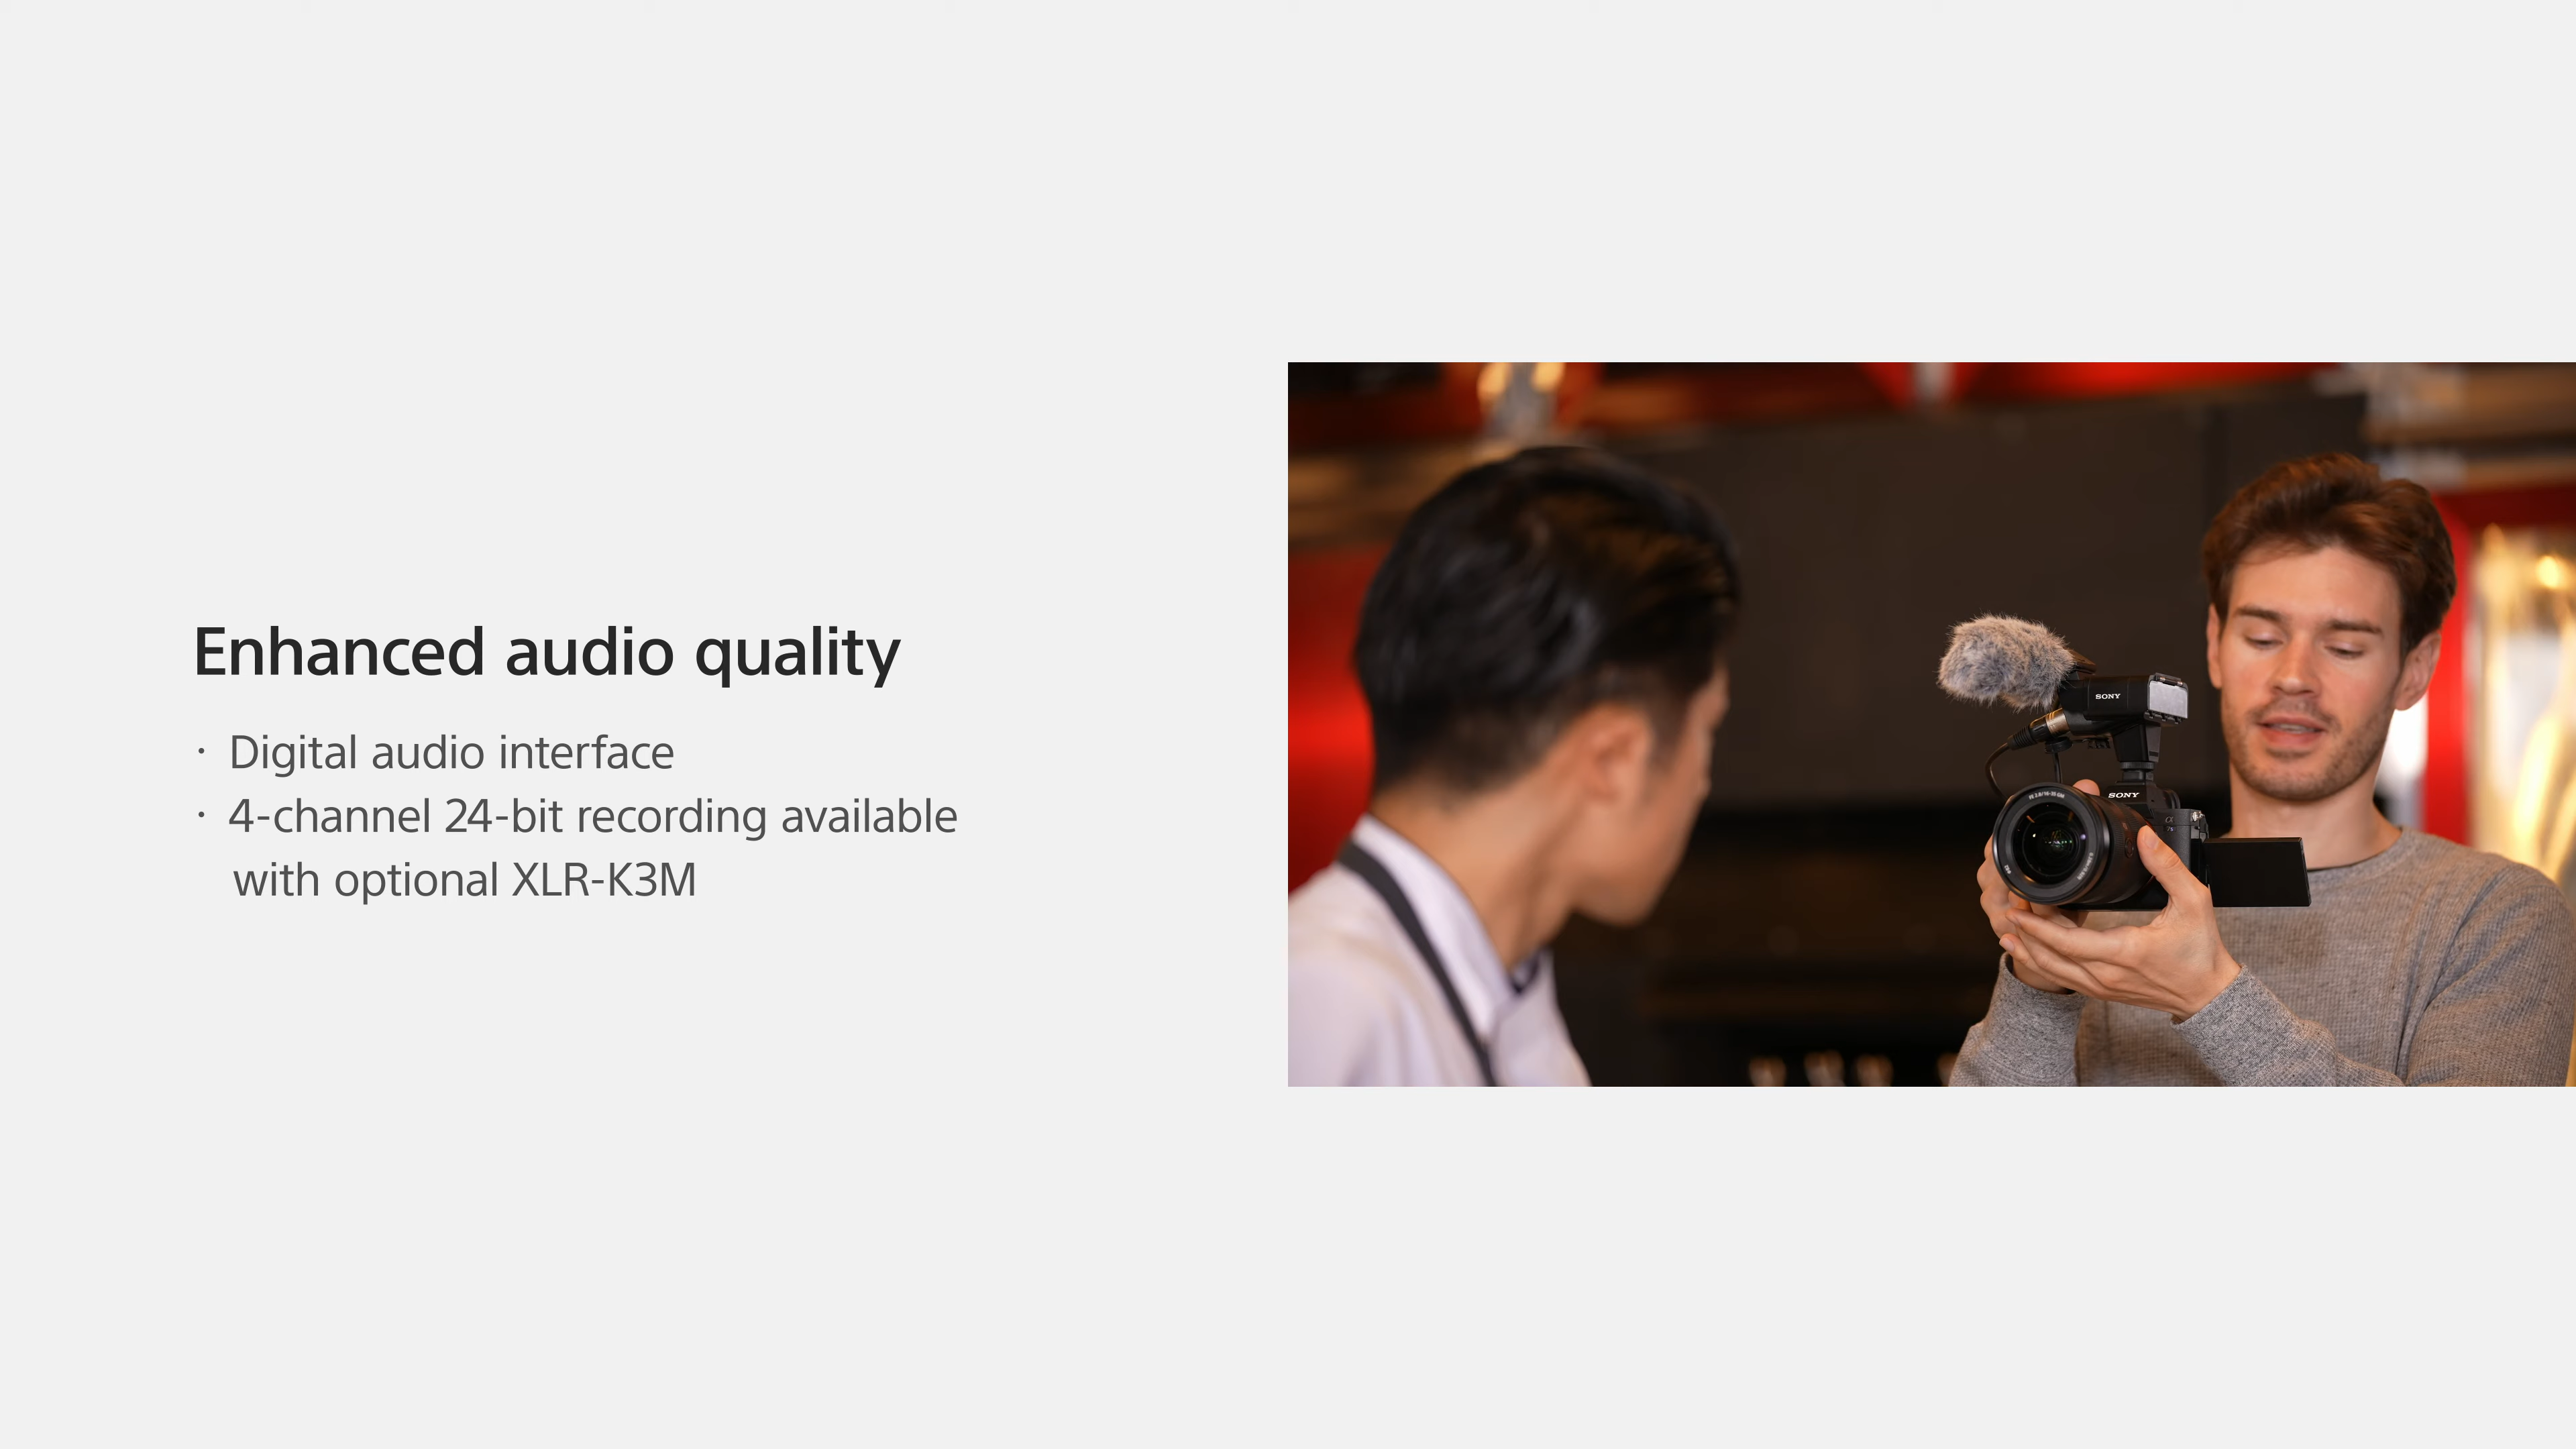 Enhanced audio quality
· Digital audio interface
· 4-channel 24-bit recording available
with optional XLR-K3M
SONY
SONY